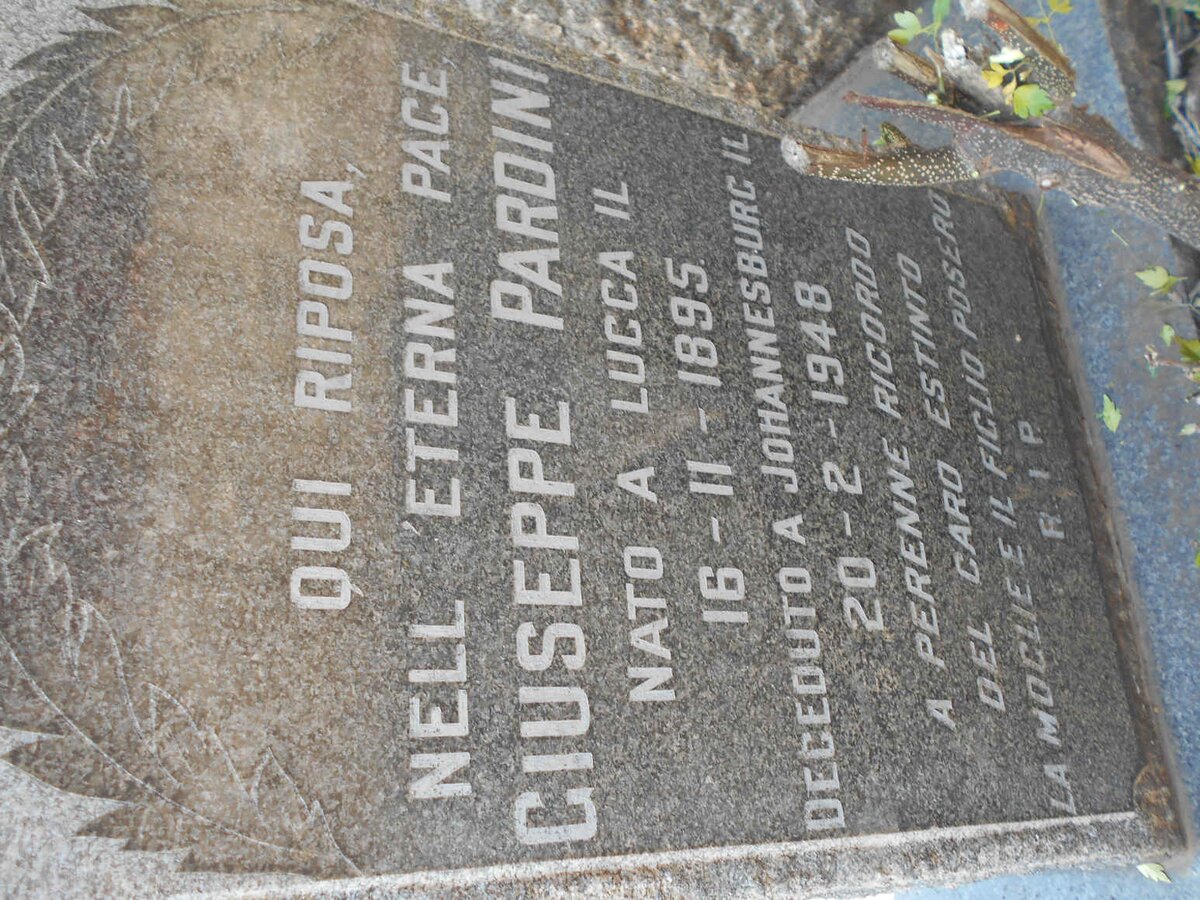 QUI RIPOSA,
NELL'ETERNA PACE,
GIUSEPPE PARDINI
NATO A LUCCA IL
16-11-1895.
DECEDUTO A JOHANNESBURG IL
20-2-1948
A PERENNE RICORDO
DEL CARO ESTINTO
LA MOGLIE E IL FIGLIO POSERO
R I P